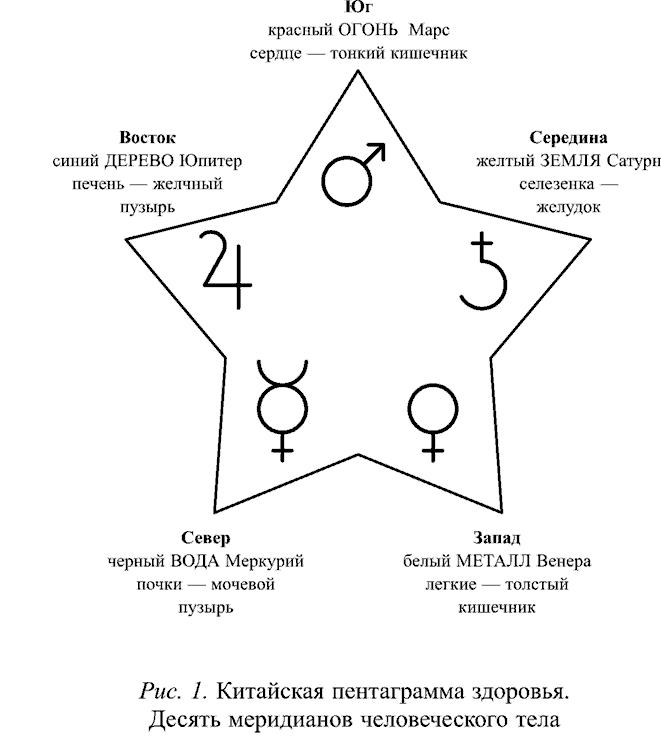 Юг
красный ОГОНЬ Марс
сердце — тонкий кишечник
Восток
синий ДЕРЕВО Юпитер
печень — желчный
пузырь
Середина
желтый ЗЕМЛЯ Сатурн
селезенка —
желудок
Север
черный ВОДА Меркурий
почки — мочевой
пузырь
Запад
белый МЕТАЛЛ Венера
легкие — толстый
кишечник
Рис. 1. Китайская пентаграмма здоровья.
Десять меридианов человеческого тела